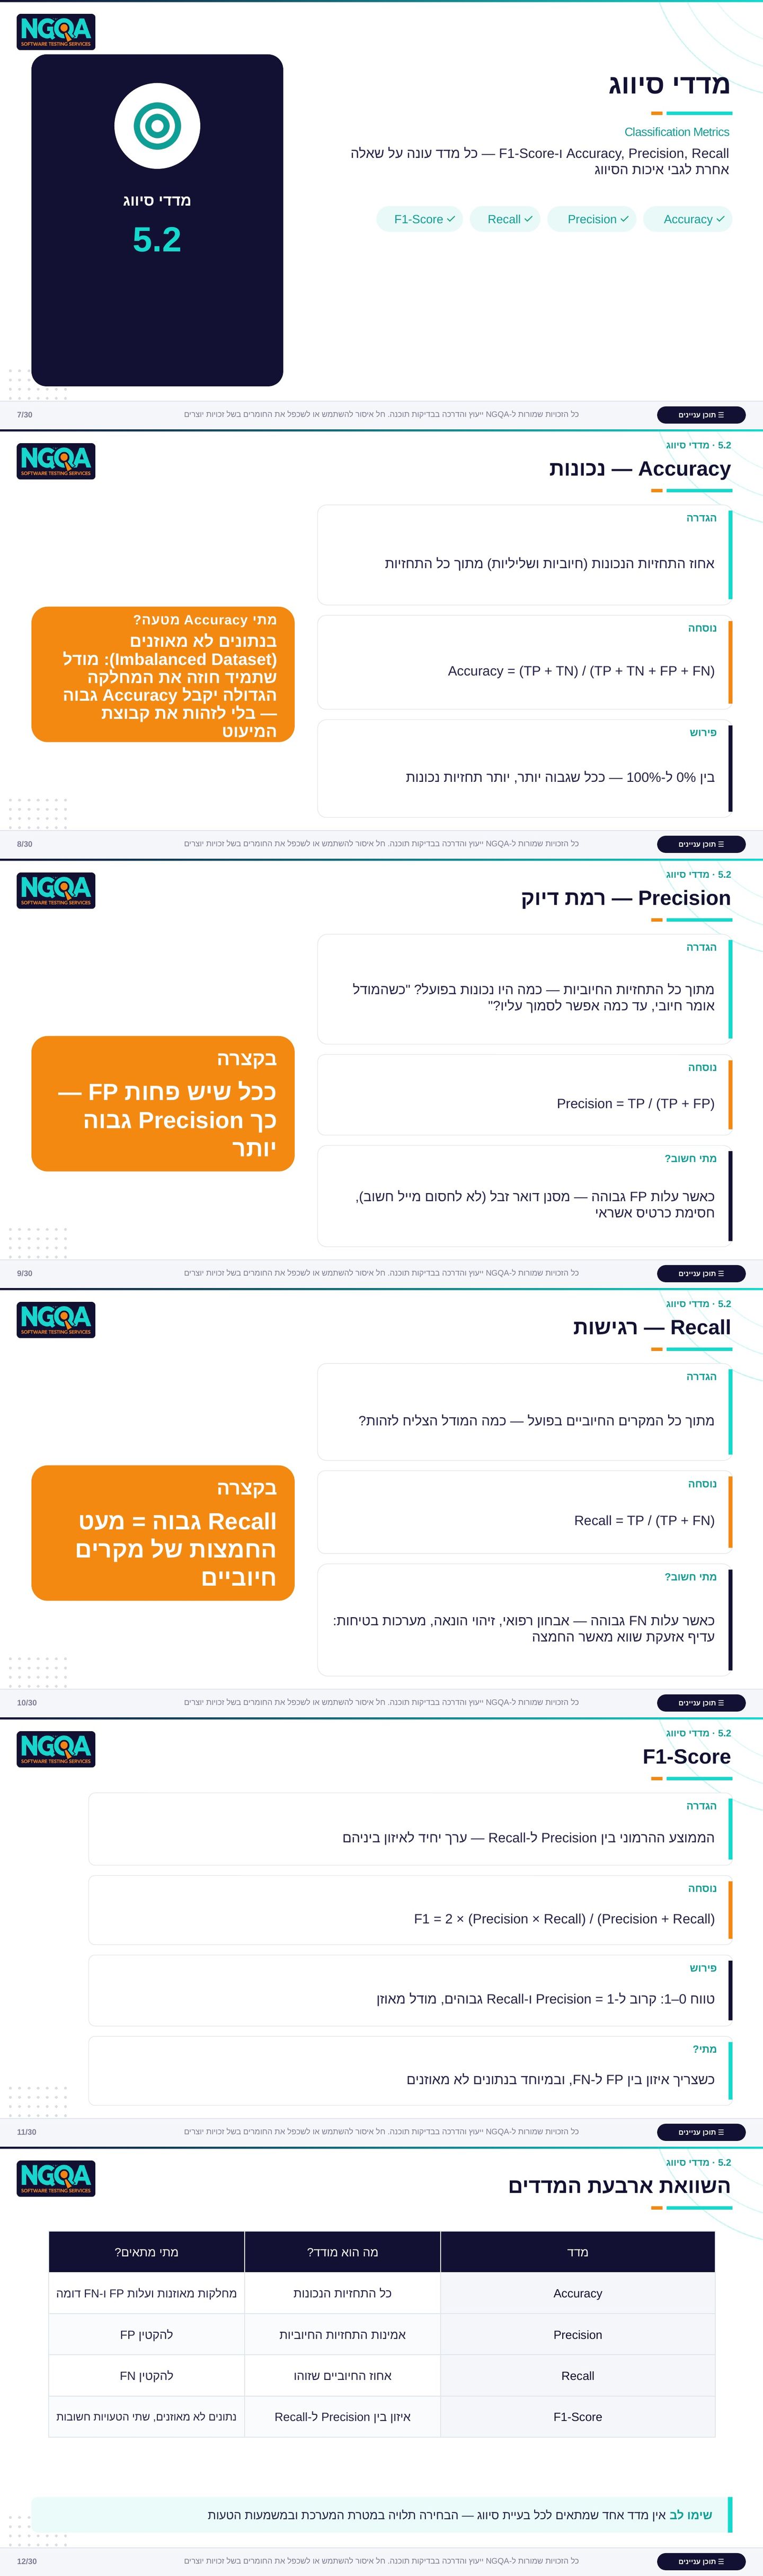 NGQA
SOFTWARE TESTING SERVICES
מדדי סיווג
Classification Metrics
Accuracy, Precision, Recall ו-F1-Score — כל מדד עונה על שאלה
אחרת לגבי איכות הסיווג
✓ Accuracy ✓ Precision ✓ Recall ✓ F1-Score
מדדי סיווג
5.2
☰ תוכן עניינים
כל הזכויות שמורות ל-NGQA ייעוץ והדרכה בבדיקות תוכנה. חל איסור להשתמש או לשכפל את החומרים בשל זכויות יוצרים
7/30
NGQA
SOFTWARE TESTING SERVICES
5.2 · מדדי סיווג
Accuracy — נכונות
הגדרה
אחוז התחזיות הנכונות (חיוביות ושליליות) מתוך כל התחזיות
נוסחה
Accuracy = (TP + TN) / (TP + TN + FP + FN)
פירוש
בין 0% ל-100% — ככל שגבוה יותר, יותר תחזיות נכונות
מתי Accuracy מטעה?
בנתונים לא מאוזנים
(Imbalanced Dataset): מודל
שתמיד חוזה את המחלקה
הגדולה יקבל Accuracy גבוה
— בלי לזהות את קבוצת
המיעוט
☰ תוכן עניינים
כל הזכויות שמורות ל-NGQA ייעוץ והדרכה בבדיקות תוכנה. חל איסור להשתמש או לשכפל את החומרים בשל זכויות יוצרים
8/30
NGQA
SOFTWARE TESTING SERVICES
5.2 · מדדי סיווג
Precision — רמת דיוק
הגדרה
מתוך כל התחזיות החיוביות — כמה היו נכונות בפועל? "כשהמודל
אומר חיובי, עד כמה אפשר לסמוך עליו?"
נוסחה
Precision = TP / (TP + FP)
מתי חשוב?
כאשר עלות FP גבוהה — מסנן דואר זבל (לא לחסום מייל חשוב),
חסימת כרטיס אשראי
בקצרה
ככל שיש פחות FP —
כך Precision גבוה
יותר
☰ תוכן עניינים
כל הזכויות שמורות ל-NGQA ייעוץ והדרכה בבדיקות תוכנה. חל איסור להשתמש או לשכפל את החומרים בשל זכויות יוצרים
9/30
NGQA
SOFTWARE TESTING SERVICES
5.2 · מדדי סיווג
Recall — רגישות
הגדרה
מתוך כל המקרים החיוביים בפועל — כמה המודל הצליח לזהות?
נוסחה
Recall = TP / (TP + FN)
מתי חשוב?
כאשר עלות FN גבוהה — אבחון רפואי, זיהוי הונאה, מערכות בטיחות:
עדיף אזעקת שווא מאשר החמצה
בקצרה
Recall גבוה = מעט
החמצות של מקרים
חיוביים
☰ תוכן עניינים
כל הזכויות שמורות ל-NGQA ייעוץ והדרכה בבדיקות תוכנה. חל איסור להשתמש או לשכפל את החומרים בשל זכויות יוצרים
10/30
NGQA
SOFTWARE TESTING SERVICES
5.2 · מדדי סיווג
F1-Score
הגדרה
הממוצע ההרמוני בין Precision ל-Recall — ערך יחיד לאיזון ביניהם
נוסחה
F1 = 2 × (Precision × Recall) / (Precision + Recall)
פירוש
טווח 0–1: קרוב ל-1 = Precision ו-Recall גבוהים, מודל מאוזן
מתי?
כשצריך איזון בין FP ל-FN, ובמיוחד בנתונים לא מאוזנים
☰ תוכן עניינים
כל הזכויות שמורות ל-NGQA ייעוץ והדרכה בבדיקות תוכנה. חל איסור להשתמש או לשכפל את החומרים בשל זכויות יוצרים
11/30
NGQA
SOFTWARE TESTING SERVICES
5.2 · מדדי סיווג
השוואת ארבעת המדדים
מדד מה הוא מודד? מתי מתאים?
Accuracy כל התחזיות הנכונות מחלקות מאוזנות ועלות FP ו-FN דומה
Precision אמינות התחזיות החיוביות להקטין FP
Recall אחוז החיוביים שזוהו להקטין FN
F1-Score איזון בין Precision ל-Recall נתונים לא מאוזנים, שתי הטעויות חשובות
שימו לב אין מדד אחד שמתאים לכל בעיית סיווג — הבחירה תלויה במטרת המערכת ובמשמעות הטעות
☰ תוכן עניינים
כל הזכויות שמורות ל-NGQA ייעוץ והדרכה בבדיקות תוכנה. חל איסור להשתמש או לשכפל את החומרים בשל זכויות יוצרים
12/30